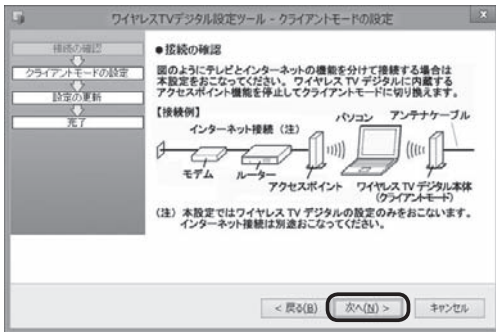 ワイヤレスTVデジタル設定ツール - クライアントモードの設定
接続の確認
クライアントモードの設定
設定の更新
完了
●接続の確認
図のようにテレビとインターネットの機能を分けて接続する場合は
本設定をおこなってください。 ワイヤレス TV デジタルに内蔵する
アクセスポイント機能を停止してクライアントモードに切り換えます。
【接続例】
インターネット接続 (注)
パソコン
アンテナケーブル
モデム
ルーター
アクセスポイント
ワイヤレス TV デジタル本体
(クライアントモード)
(注) 本設定ではワイヤレス TV デジタルの設定のみをおこないます。
インターネット接続は別途おこなってください。
< 戻る(B)
次へ(N) >
キャンセル